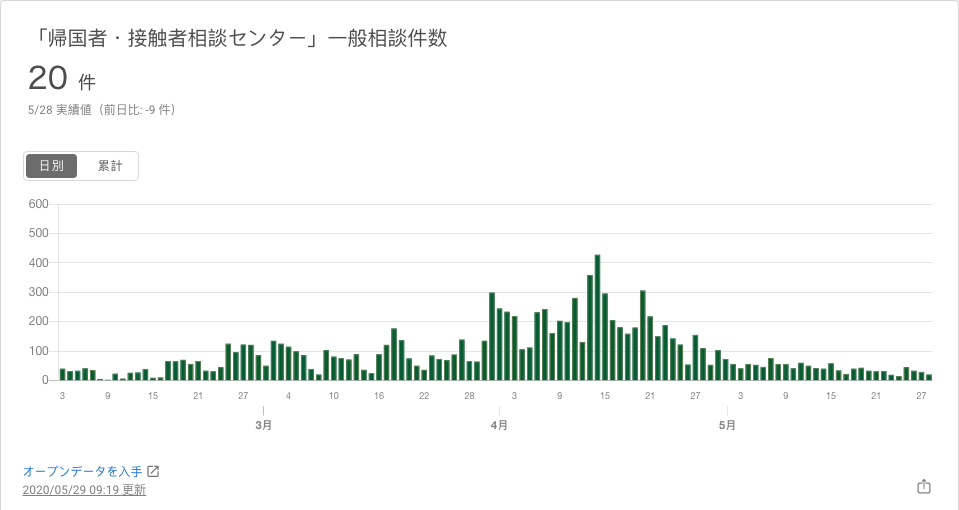 「帰国者・接触者相談センター」一般相談件数
20 件
5/28 実績値（前日比: -9 件）
日別 累計
600
500
400
300
200
100
0
3 9 15 21 27 4 10 16 22 28 3 9 15 21 27 3 9 15 21 27
3月 4月 5月
オープンデータを入手
2020/05/29 09:19 更新